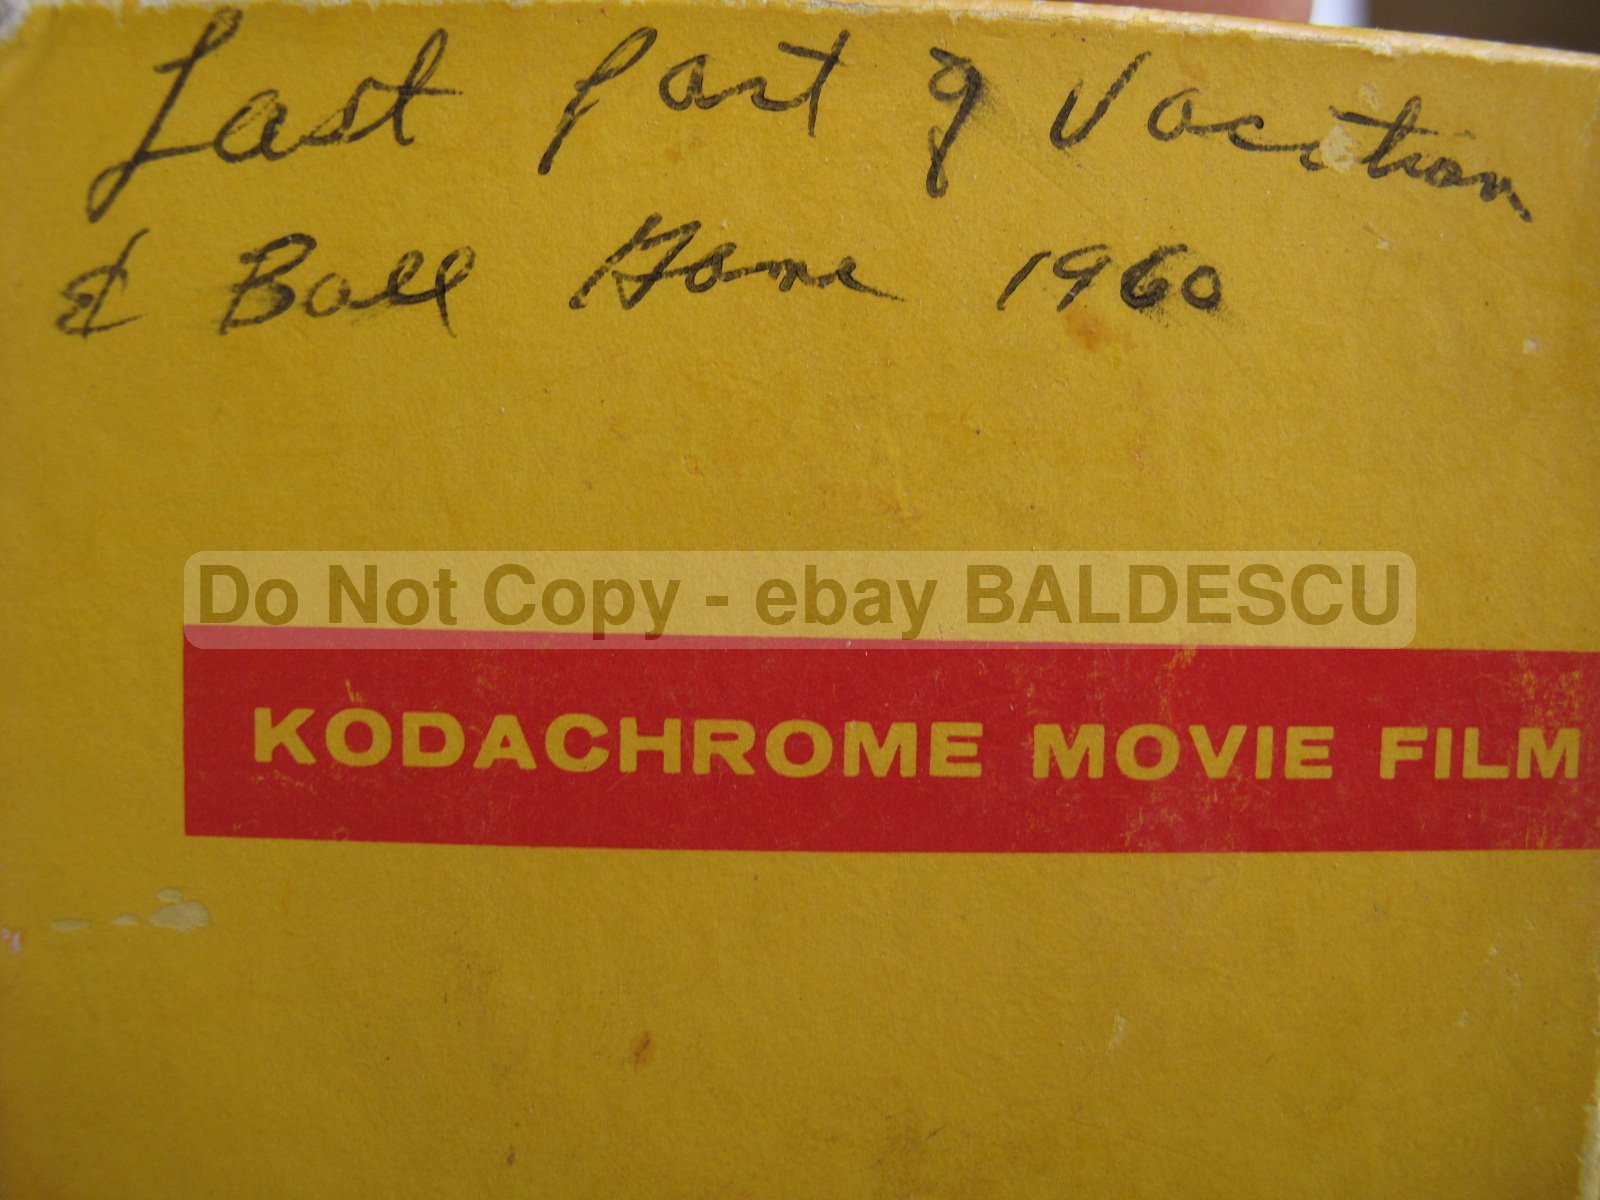 Last part of Vacation
& Ball Game 1960
Do Not Copy - ebay BALDESCU
KODACHROME MOVIE FILM